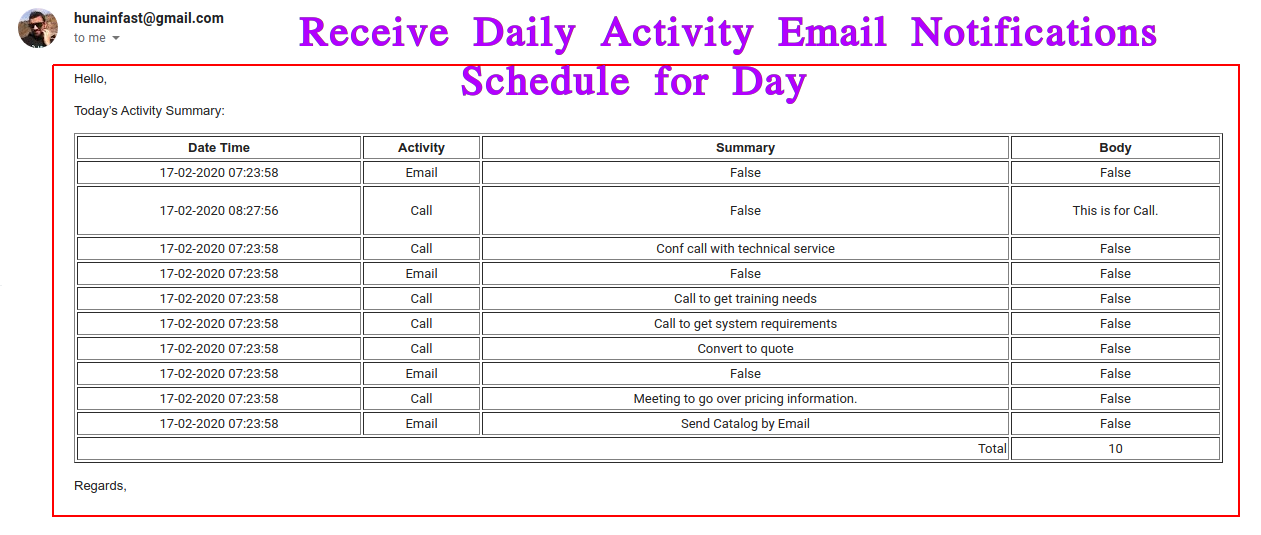 hunainfast@gmail.com
to me
Receive Daily Activity Email Notifications
Schedule for Day
Hello,
Today's Activity Summary:
Date Time Activity Summary Body
17-02-2020 07:23:58 Email False False
17-02-2020 08:27:56 Call False This is for Call.
17-02-2020 07:23:58 Call Conf call with technical service False
17-02-2020 07:23:58 Email False False
17-02-2020 07:23:58 Call Call to get training needs False
17-02-2020 07:23:58 Call Call to get system requirements False
17-02-2020 07:23:58 Call Convert to quote False
17-02-2020 07:23:58 Email False False
17-02-2020 07:23:58 Call Meeting to go over pricing information. False
17-02-2020 07:23:58 Email Send Catalog by Email False
Total 10
Regards,